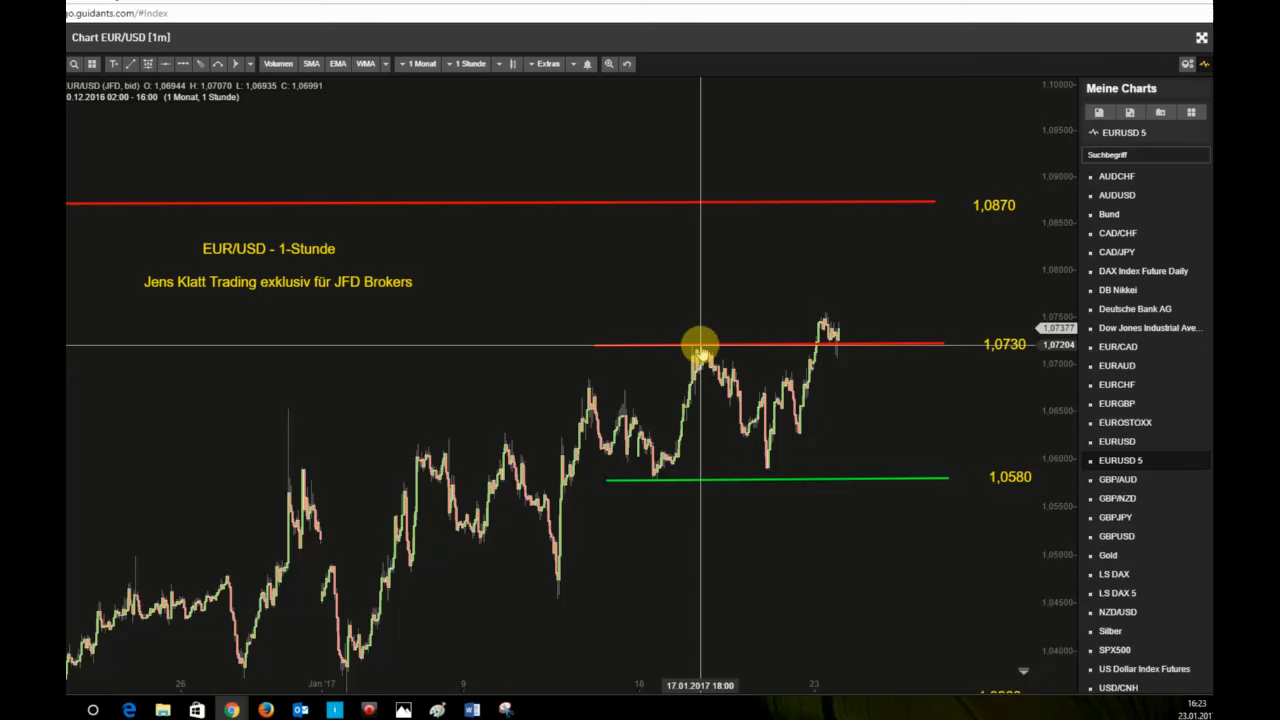 go.guidants.com/#Index
Chart EUR/USD [1m]
Volumen SMA EMA WMA 1 Monat 1 Stunde Extras
EUR/USD (JFD, bid) O: 1,06944 H: 1,07070 L: 1,06935 C: 1,06991
0.12.2016 02:00 - 16:00 (1 Monat, 1 Stunde)
EUR/USD - 1-Stunde
Jens Klatt Trading exklusiv für JFD Brokers
1,0870
1,0730
1,0580
1,10000
1,09500
1,09000
1,08500
1,08000
1,07500
1,07377
1,07204
1,07000
1,06500
1,06000
1,05500
1,05000
1,04500
1,04000
26 Jan '17 9 18 17.01.2017 18:00 23
Meine Charts
EURUSD 5
Suchbegriff
AUDCHF
AUDUSD
Bund
CAD/CHF
CAD/JPY
DAX Index Future Daily
DB Nikkei
Deutsche Bank AG
Dow Jones Industrial Ave...
EUR/CAD
EURAUD
EURCHF
EURGBP
EUROSTOXX
EURUSD
EURUSD 5
GBP/AUD
GBP/NZD
GBPJPY
GBPUSD
Gold
LS DAX
LS DAX 5
NZD/USD
Silber
SPX500
US Dollar Index Futures
USD/CNH
16:23
23.01.201